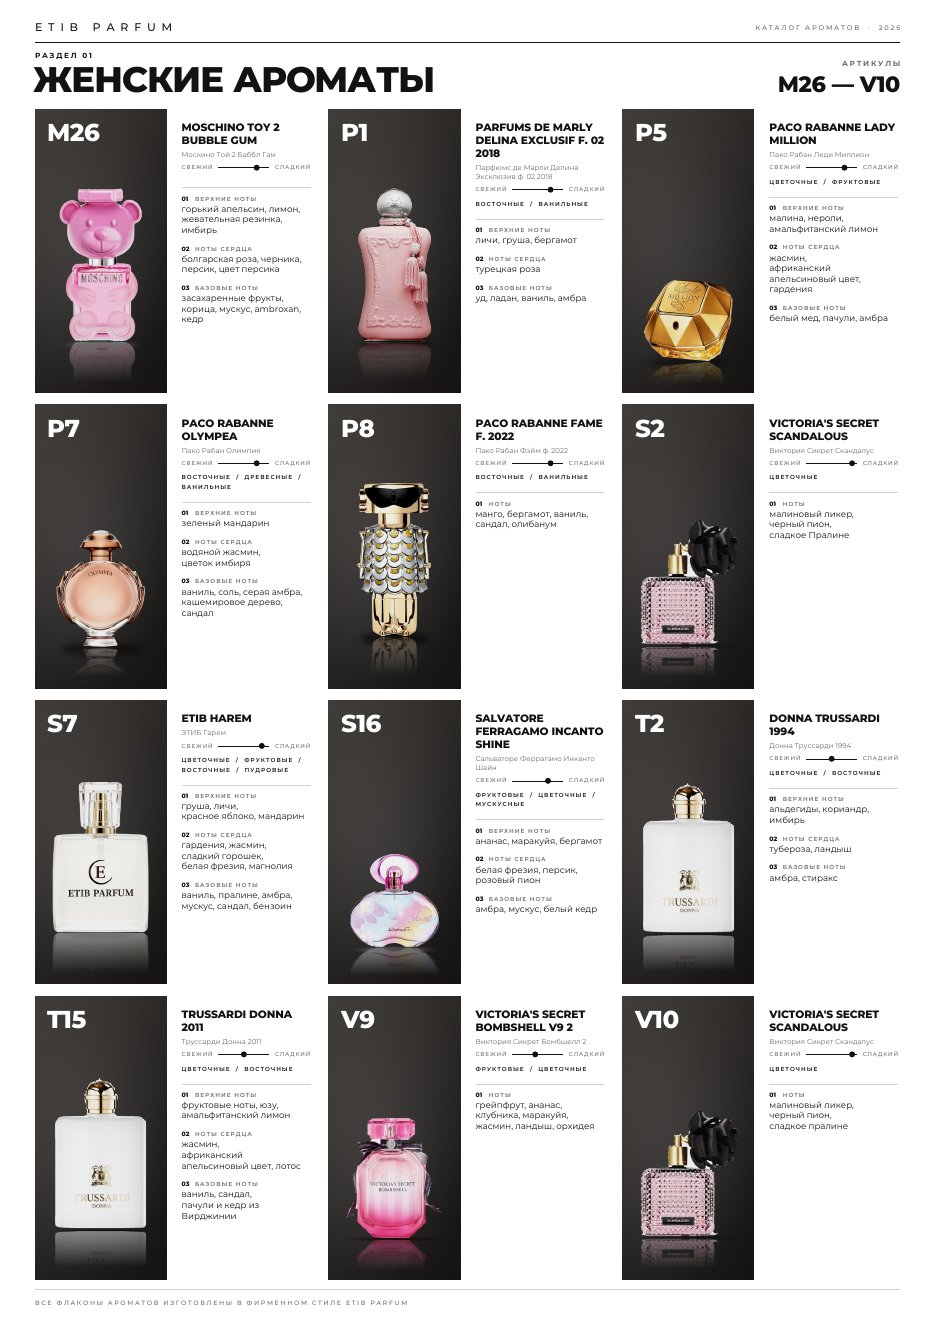 ETIB PARFUM
КАТАЛОГ АРОМАТОВ · 2026
РАЗДЕЛ 01
ЖЕНСКИЕ АРОМАТЫ
АРТИКУЛЫ
M26 — V10
M26
MOSCHINO
MOSCHINO TOY 2
BUBBLE GUM
Москино Той 2 Баббл Гам
СВЕЖИЙ СЛАДКИЙ
01 ВЕРХНИЕ НОТЫ
горький апельсин, лимон,
жевательная резинка,
имбирь
02 НОТЫ СЕРДЦА
болгарская роза, черника,
персик, цвет персика
03 БАЗОВЫЕ НОТЫ
засахаренные фрукты,
корица, мускус, ambroxan,
кедр
P1
PARFUMS DE MARLY
DELINA EXCLUSIF F. 02
2018
Парфюмс де Марли Делина
Эксклюзив ф. 02 2018
СВЕЖИЙ СЛАДКИЙ
ВОСТОЧНЫЕ / ВАНИЛЬНЫЕ
01 ВЕРХНИЕ НОТЫ
личи, груша, бергамот
02 НОТЫ СЕРДЦА
турецкая роза
03 БАЗОВЫЕ НОТЫ
уд, ладан, ваниль, амбра
P5
Lady
MILLION
PACO RABANNE LADY
MILLION
Пако Рабан Леди Миллион
СВЕЖИЙ СЛАДКИЙ
ЦВЕТОЧНЫЕ / ФРУКТОВЫЕ
01 ВЕРХНИЕ НОТЫ
малина, нероли,
амальфитанский лимон
02 НОТЫ СЕРДЦА
жасмин,
африканский
апельсиновый цвет,
гардения
03 БАЗОВЫЕ НОТЫ
белый мед, пачули, амбра
P7
OLYMPEA
PACO RABANNE
OLYMPEA
Пако Рабан Олимпия
СВЕЖИЙ СЛАДКИЙ
ВОСТОЧНЫЕ / ДРЕВЕСНЫЕ /
ВАНИЛЬНЫЕ
01 ВЕРХНИЕ НОТЫ
зеленый мандарин
02 НОТЫ СЕРДЦА
водяной жасмин,
цветок имбиря
03 БАЗОВЫЕ НОТЫ
ваниль, соль, серая амбра,
кашемировое дерево,
сандал
P8
PACO RABANNE FAME
F. 2022
Пако Рабан Фэйм ф. 2022
СВЕЖИЙ СЛАДКИЙ
ВОСТОЧНЫЕ / ВАНИЛЬНЫЕ
01 НОТЫ
манго, бергамот, ваниль,
сандал, олибанум
S2
SCANDALOUS
VICTORIA'S SECRET
SCANDALOUS
Виктория Сикрет Скандалус
СВЕЖИЙ СЛАДКИЙ
ЦВЕТОЧНЫЕ
01 НОТЫ
малиновый ликер,
черный пион,
сладкое Пралине
S7
E
ETIB PARFUM
ETIB HAREM
ЭТИБ Гарем
СВЕЖИЙ СЛАДКИЙ
ЦВЕТОЧНЫЕ / ФРУКТОВЫЕ /
ВОСТОЧНЫЕ / ПУДРОВЫЕ
01 ВЕРХНИЕ НОТЫ
груша, личи,
красное яблоко, мандарин
02 НОТЫ СЕРДЦА
гардения, жасмин,
сладкий горошек,
белая фрезия, магнолия
03 БАЗОВЫЕ НОТЫ
ваниль, пралине, амбра,
мускус, сандал, бензоин
S16
SALVATORE
FERRAGAMO INCANTO
SHINE
Сальваторе Феррагамо Инканто
Шайн
СВЕЖИЙ СЛАДКИЙ
ФРУКТОВЫЕ / ЦВЕТОЧНЫЕ /
МУСКУСНЫЕ
01 ВЕРХНИЕ НОТЫ
ананас, маракуйя, бергамот
02 НОТЫ СЕРДЦА
белая фрезия, персик,
розовый пион
03 БАЗОВЫЕ НОТЫ
амбра, мускус, белый кедр
T2
TRUSSARDI
DONNA
DONNA TRUSSARDI
1994
Донна Труссарди 1994
СВЕЖИЙ СЛАДКИЙ
ЦВЕТОЧНЫЕ / ВОСТОЧНЫЕ
01 ВЕРХНИЕ НОТЫ
альдегиды, кориандр,
имбирь
02 НОТЫ СЕРДЦА
тубероза, ландыш
03 БАЗОВЫЕ НОТЫ
амбра, стиракс
T15
TRUSSARDI
DONNA
TRUSSARDI DONNA
2011
Труссарди Донна 2011
СВЕЖИЙ СЛАДКИЙ
ЦВЕТОЧНЫЕ / ВОСТОЧНЫЕ
01 ВЕРХНИЕ НОТЫ
фруктовые ноты, юзу,
амальфитанский лимон
02 НОТЫ СЕРДЦА
жасмин,
африканский
апельсиновый цвет, лотос
03 БАЗОВЫЕ НОТЫ
ваниль, сандал,
пачули и кедр из
Вирджинии
V9
VICTORIA'S SECRET
BOMBSHELL
VICTORIA'S SECRET
BOMBSHELL V9 2
Виктория Сикрет Бомбшелл 2
СВЕЖИЙ СЛАДКИЙ
ФРУКТОВЫЕ / ЦВЕТОЧНЫЕ
01 НОТЫ
грейпфрут, ананас,
клубника, маракуйя,
жасмин, ландыш, орхидея
V10
SCANDALOUS
VICTORIA'S SECRET
SCANDALOUS
Виктория Сикрет Скандалус
СВЕЖИЙ СЛАДКИЙ
ЦВЕТОЧНЫЕ
01 НОТЫ
малиновый ликер,
черный пион,
сладкое пралине
ВСЕ ФЛАКОНЫ АРОМАТОВ ИЗГОТОВЛЕНЫ В ФИРМЕННОМ СТИЛЕ ETIB PARFUM